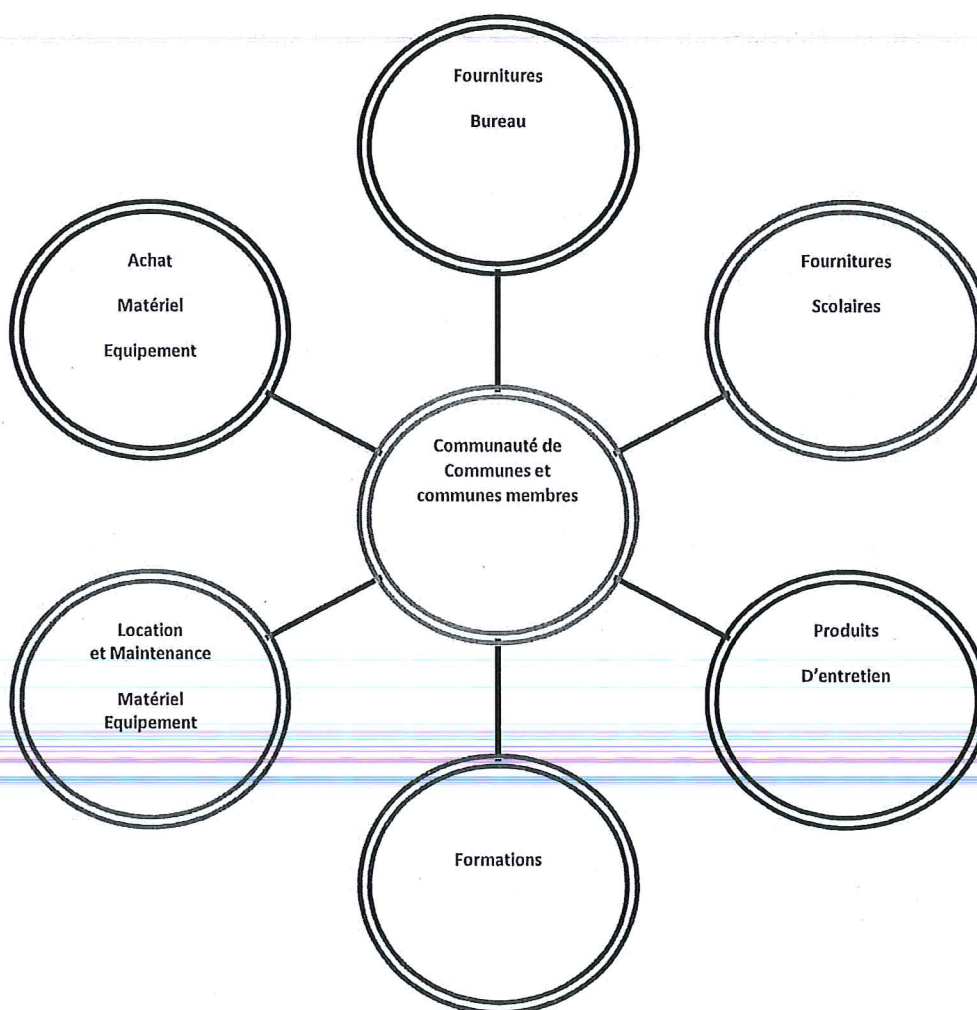 Fournitures
Bureau
Achat
Matériel
Equipement
Fournitures
Scolaires
Communauté de
Communes et
communes membres
Location
et Maintenance
Matériel
Equipement
Produits
D'entretien
Formations